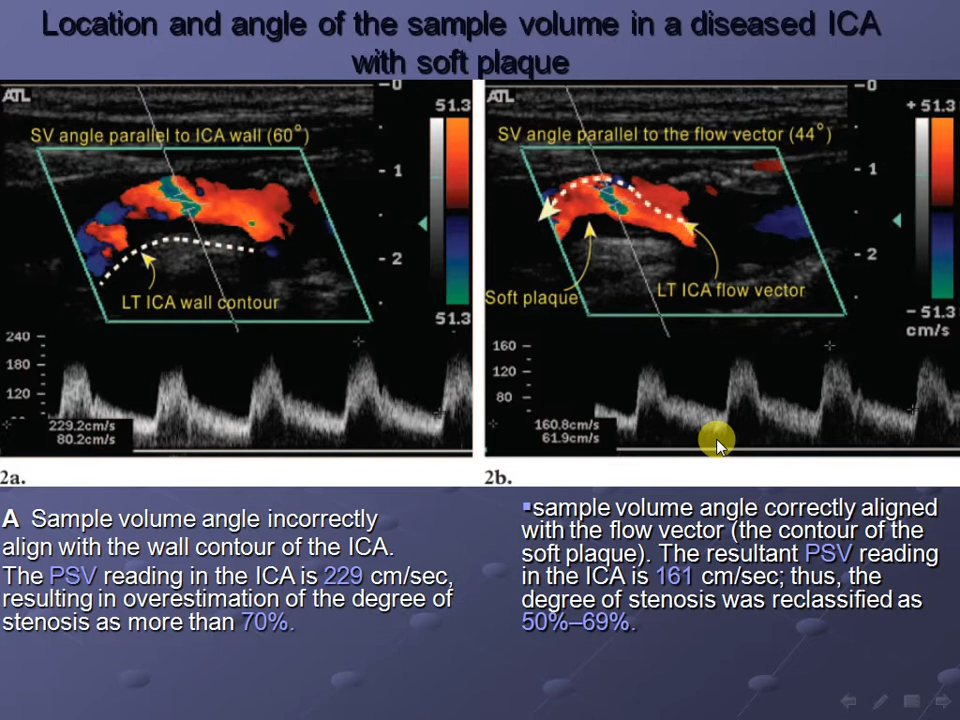 Location and angle of the sample volume in a diseased ICA
with soft plaque
ATL
SV angle parallel to ICA wall (60°)
LT ICA wall contour
0
1
2
51.3
51.3
240
180
120
229.2cm/s
80.2cm/s
2a.
ATL
SV angle parallel to the flow vector (44°)
Soft plaque
LT ICA flow vector
0
1
2
+ 51.3
- 51.3
cm/s
160
120
80
160.8cm/s
61.9cm/s
2b.
A Sample volume angle incorrectly
align with the wall contour of the ICA.
The PSV reading in the ICA is 229 cm/sec,
resulting in overestimation of the degree of
stenosis as more than 70%.
▪sample volume angle correctly aligned
with the flow vector (the contour of the
soft plaque). The resultant PSV reading
in the ICA is 161 cm/sec; thus, the
degree of stenosis was reclassified as
50%–69%.